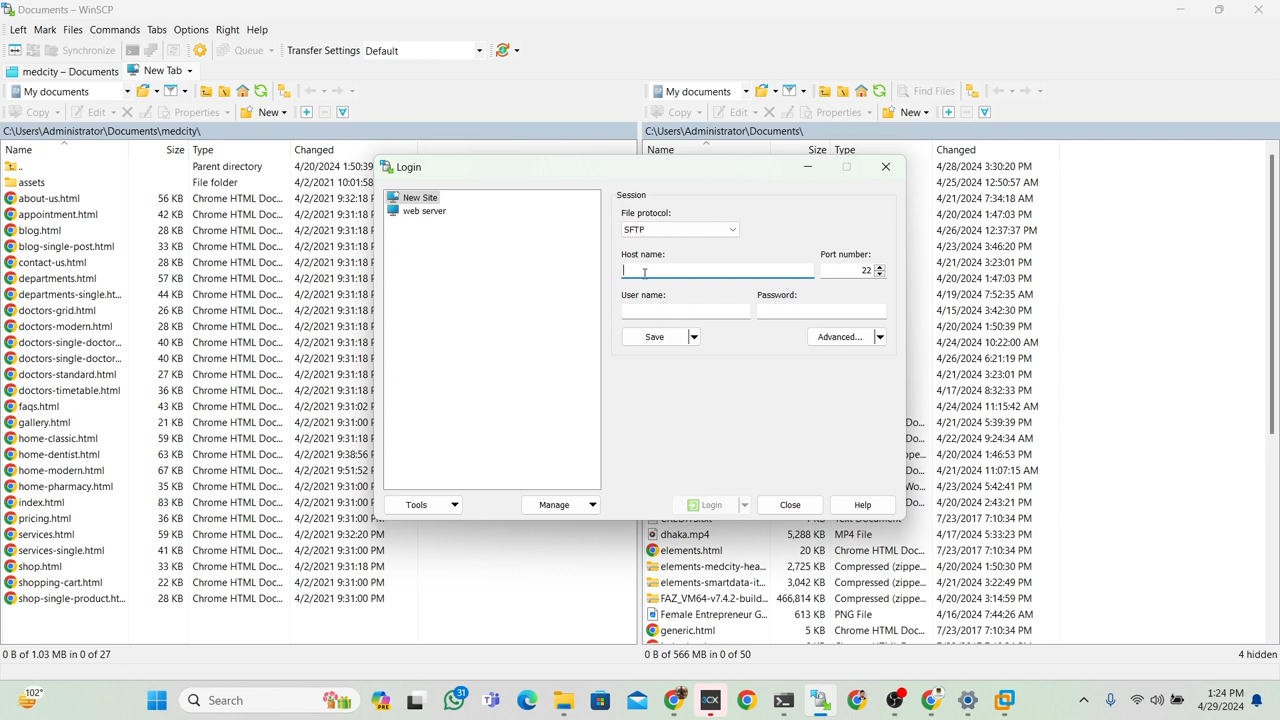 Documents – WinSCP
Left Mark Files Commands Tabs Options Right Help
Synchronize Queue Transfer Settings Default
medcity – Documents New Tab
My documents
Copy Edit Properties New
C:\Users\Administrator\Documents\medcity\
Name Size Type Changed
.. Parent directory 4/20/2024 1:50:39
assets File folder 4/2/2021 10:01:58
about-us.html 56 KB Chrome HTML Doc... 4/2/2021 9:32:18 P
appointment.html 42 KB Chrome HTML Doc... 4/2/2021 9:31:18 P
blog.html 28 KB Chrome HTML Doc... 4/2/2021 9:31:18 P
blog-single-post.html 33 KB Chrome HTML Doc... 4/2/2021 9:31:18 P
contact-us.html 28 KB Chrome HTML Doc... 4/2/2021 9:31:18 P
departments.html 57 KB Chrome HTML Doc... 4/2/2021 9:31:18 P
departments-single.ht... 44 KB Chrome HTML Doc... 4/2/2021 9:31:18 P
doctors-grid.html 26 KB Chrome HTML Doc... 4/2/2021 9:31:18 P
doctors-modern.html 28 KB Chrome HTML Doc... 4/2/2021 9:31:18 P
doctors-single-doctor... 40 KB Chrome HTML Doc... 4/2/2021 9:31:18 P
doctors-single-doctor... 40 KB Chrome HTML Doc... 4/2/2021 9:31:18 P
doctors-standard.html 27 KB Chrome HTML Doc... 4/2/2021 9:31:18 P
doctors-timetable.html 36 KB Chrome HTML Doc... 4/2/2021 9:31:18 P
faqs.html 28 KB Chrome HTML Doc... 4/2/2021 9:31:02 P
gallery.html 21 KB Chrome HTML Doc... 4/2/2021 9:31:00 P
home-classic.html 59 KB Chrome HTML Doc... 4/2/2021 9:31:18 P
home-dentist.html 63 KB Chrome HTML Doc... 4/2/2021 9:38:56 P
home-modern.html 67 KB Chrome HTML Doc... 4/2/2021 9:51:52 P
home-pharmacy.html 35 KB Chrome HTML Doc... 4/2/2021 9:31:00 P
index.html 83 KB Chrome HTML Doc... 4/2/2021 9:31:00 P
pricing.html 26 KB Chrome HTML Doc... 4/2/2021 9:31:00 P
services.html 59 KB Chrome HTML Doc... 4/2/2021 9:32:20 PM
services-single.html 41 KB Chrome HTML Doc... 4/2/2021 9:31:00 PM
shop.html 33 KB Chrome HTML Doc... 4/2/2021 9:31:18 PM
shopping-cart.html 22 KB Chrome HTML Doc... 4/2/2021 9:31:00 PM
shop-single-product.ht... 28 KB Chrome HTML Doc... 4/2/2021 9:31:00 PM
0 B of 1.03 MB in 0 of 27
Login
New Site
web server
Session
File protocol:
SFTP
Host name: Port number:
22
User name: Password:
Save Advanced...
Tools Manage Login Close Help
My documents Find Files
Copy Edit Properties New
C:\Users\Administrator\Documents\
Name Size Type Changed
4/28/2024 3:30:20 PM
4/25/2024 12:50:57 AM
4/21/2024 7:34:18 AM
4/20/2024 1:47:03 PM
4/26/2024 12:37:37 PM
4/23/2024 3:46:20 PM
4/21/2024 3:23:01 PM
4/20/2024 1:47:03 PM
4/19/2024 7:52:35 AM
4/15/2024 3:42:30 PM
4/20/2024 1:50:39 PM
4/24/2024 10:22:00 AM
4/26/2024 6:21:19 PM
4/21/2024 3:23:01 PM
4/17/2024 8:32:33 PM
4/24/2024 11:15:42 AM
Do... 4/21/2024 5:39:39 PM
Do... 4/22/2024 9:24:34 AM
pe... 4/20/2024 1:46:53 PM
4/21/2024 11:07:15 AM
Wo... 4/23/2024 5:42:41 PM
Do... 4/20/2024 2:43:21 PM
7/23/2017 7:10:34 PM
dhaka.mp4 5,288 KB MP4 File 4/17/2024 5:33:23 PM
elements.html 20 KB Chrome HTML Doc... 7/23/2017 7:10:34 PM
elements-medcity-hea... 2,725 KB Compressed (zippe... 4/20/2024 1:50:30 PM
elements-smartdata-it... 3,042 KB Compressed (zippe... 4/21/2024 3:22:49 PM
FAZ_VM64-v7.4.2-build... 466,814 KB Compressed (zippe... 4/20/2024 3:14:59 PM
Female Entrepreneur G... 613 KB PNG File 4/16/2024 7:44:26 AM
generic.html 5 KB Chrome HTML Doc... 7/23/2017 7:10:34 PM
0 B of 566 MB in 0 of 50 4 hidden
102°
Search
PRE
31
3CX
1:24 PM
4/29/2024